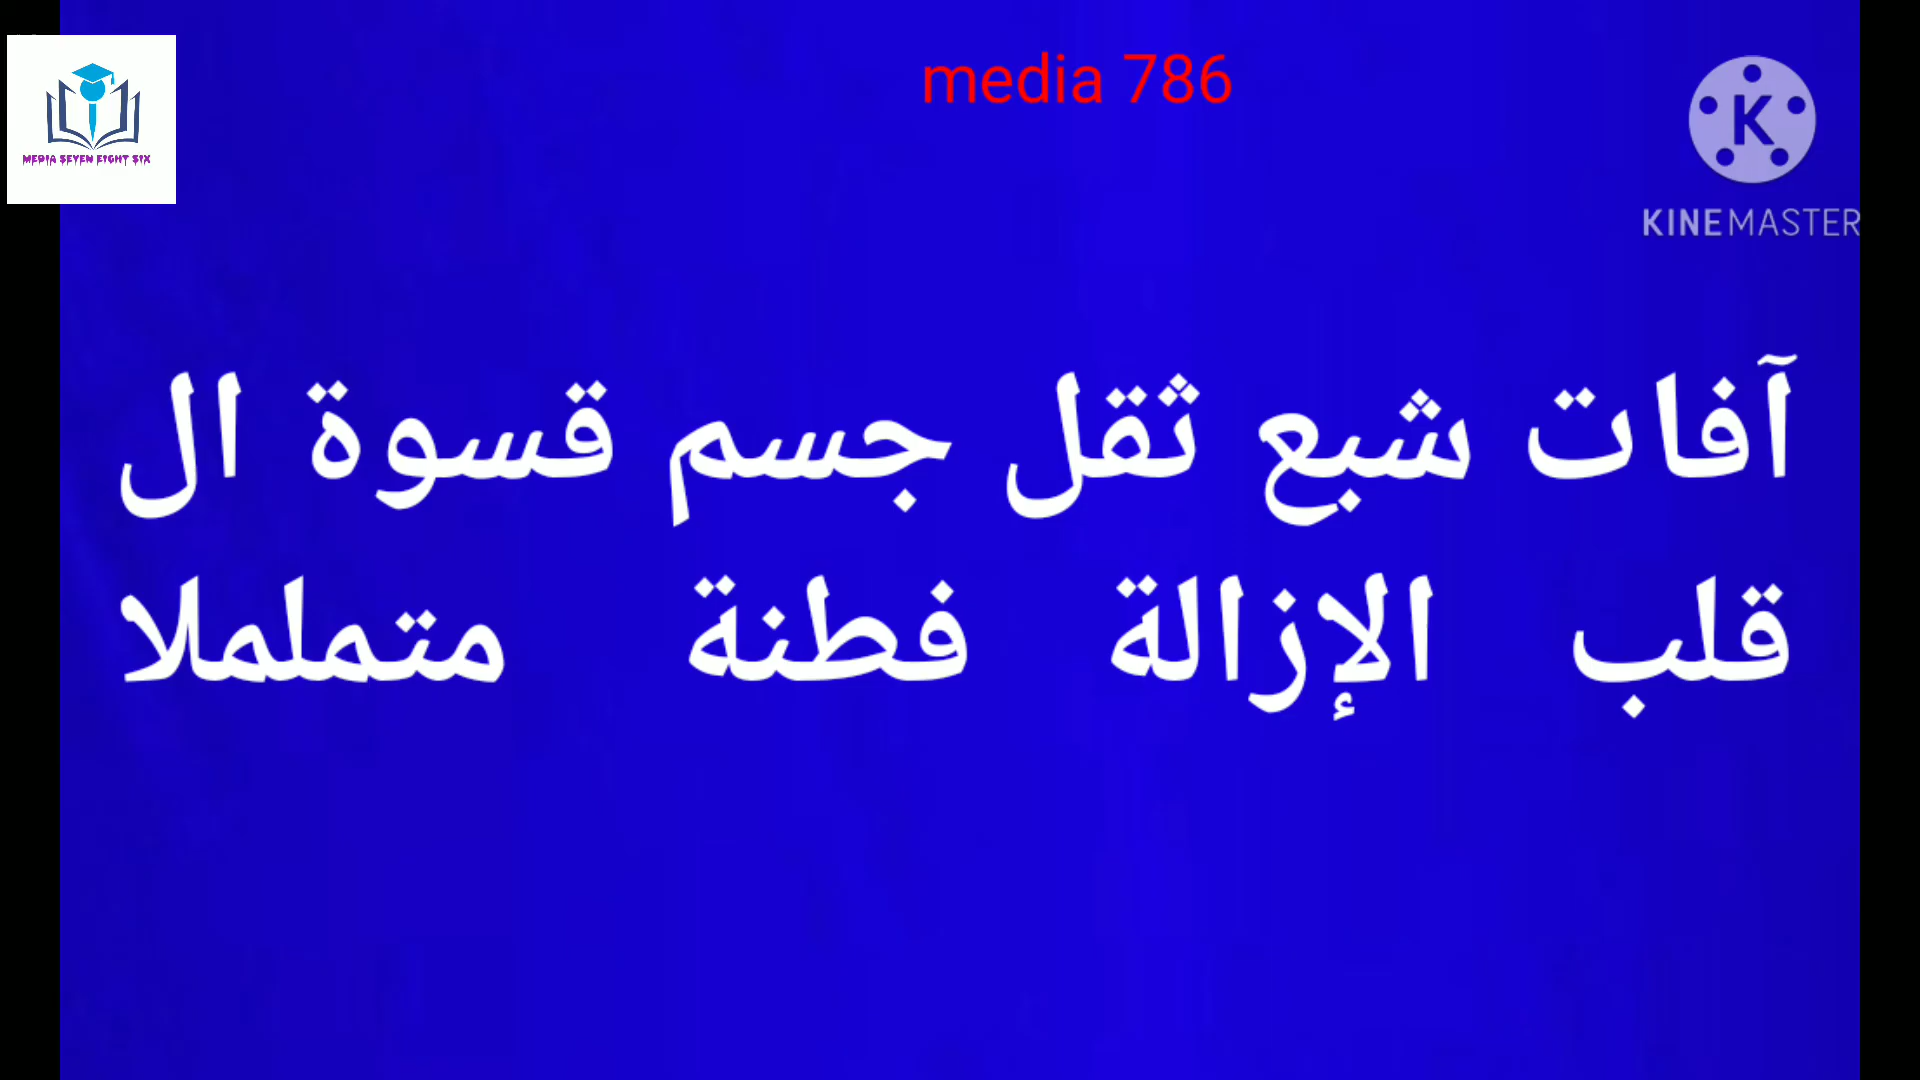 media 786
MEDIA SEVEN EIGHT SIX
K
KINEMASTER
آفات شبع ثقل جسم قسوة ال
قلب الإزالة فطنة متململا